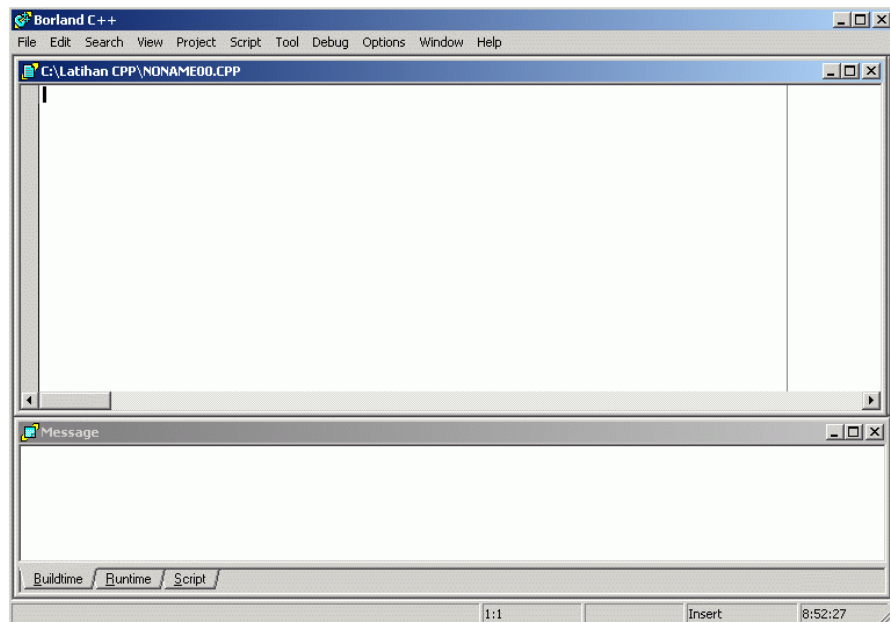 Borland C++
File Edit Search View Project Script Tool Debug Options Window Help
C:\Latihan CPP\NONAME00.CPP
Message
Buildtime Runtime Script
1:1 Insert 8:52:27